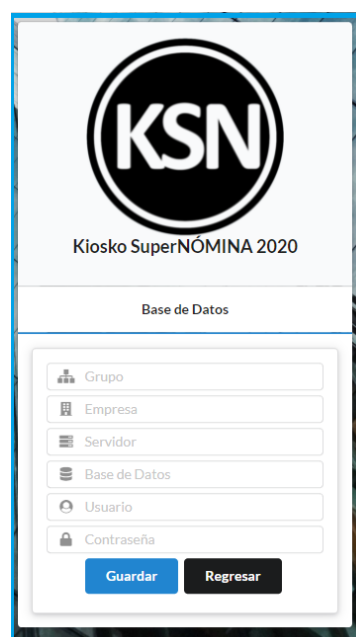 KSN
Kiosko SuperNÓMINA 2020
Base de Datos
Grupo
Empresa
Servidor
Base de Datos
Usuario
Contraseña
Guardar Regresar